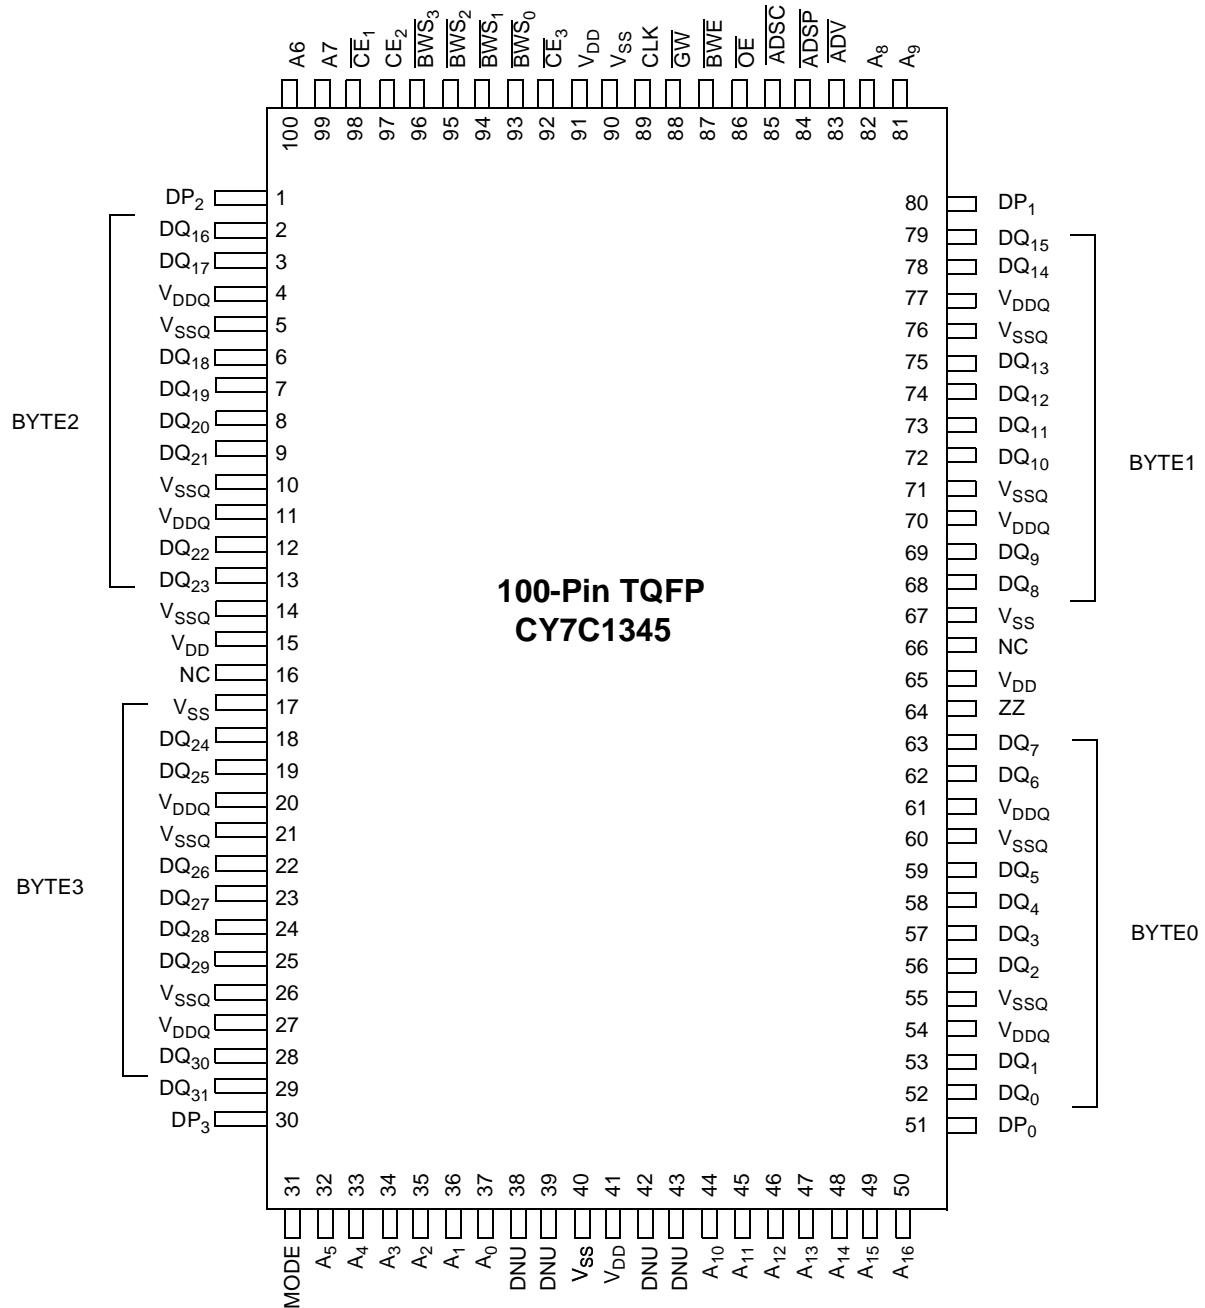 A6 A7 CE1 CE2 BWS3 BWS2 BWS1 BWS0 CE3 VDD VSS CLK GW BWE OE ADSC ADSP ADV A8 A9
100 99 98 97 96 95 94 93 92 91 90 89 88 87 86 85 84 83 82 81
DP2 1
DQ16 2
DQ17 3
VDDQ 4
VSSQ 5
DQ18 6
DQ19 7
DQ20 8
DQ21 9
VSSQ 10
VDDQ 11
DQ22 12
DQ23 13
VSSQ 14
VDD 15
NC 16
VSS 17
DQ24 18
DQ25 19
VDDQ 20
VSSQ 21
DQ26 22
DQ27 23
DQ28 24
DQ29 25
VSSQ 26
VDDQ 27
DQ30 28
DQ31 29
DP3 30
BYTE2
BYTE3
100-Pin TQFP
CY7C1345
80 DP1
79 DQ15
78 DQ14
77 VDDQ
76 VSSQ
75 DQ13
74 DQ12
73 DQ11
72 DQ10
71 VSSQ
70 VDDQ
69 DQ9
68 DQ8
67 VSS
66 NC
65 VDD
64 ZZ
63 DQ7
62 DQ6
61 VDDQ
60 VSSQ
59 DQ5
58 DQ4
57 DQ3
56 DQ2
55 VSSQ
54 VDDQ
53 DQ1
52 DQ0
51 DP0
BYTE1
BYTE0
31 32 33 34 35 36 37 38 39 40 41 42 43 44 45 46 47 48 49 50
MODE A5 A4 A3 A2 A1 A0 DNU DNU VSS VDD DNU DNU A10 A11 A12 A13 A14 A15 A16